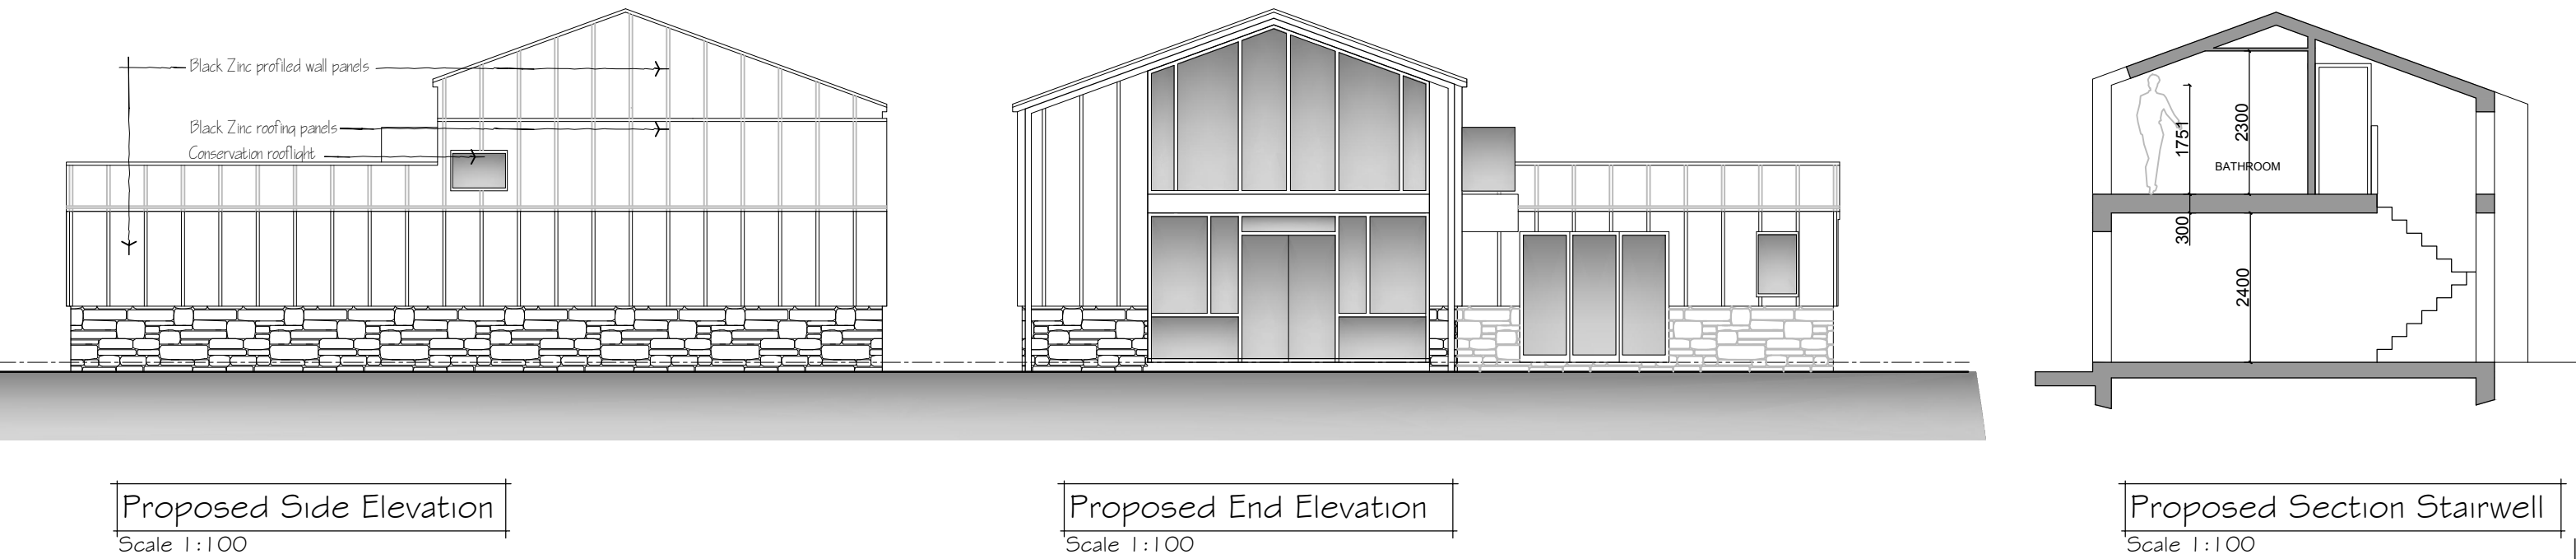 Black Zinc profiled wall panels
Black Zinc roofing panels
Conservation rooflight
1751
2300
BATHROOM
300
2400
Proposed Side Elevation
Scale 1:100
Proposed End Elevation
Scale 1:100
Proposed Section Stairwell
Scale 1:100